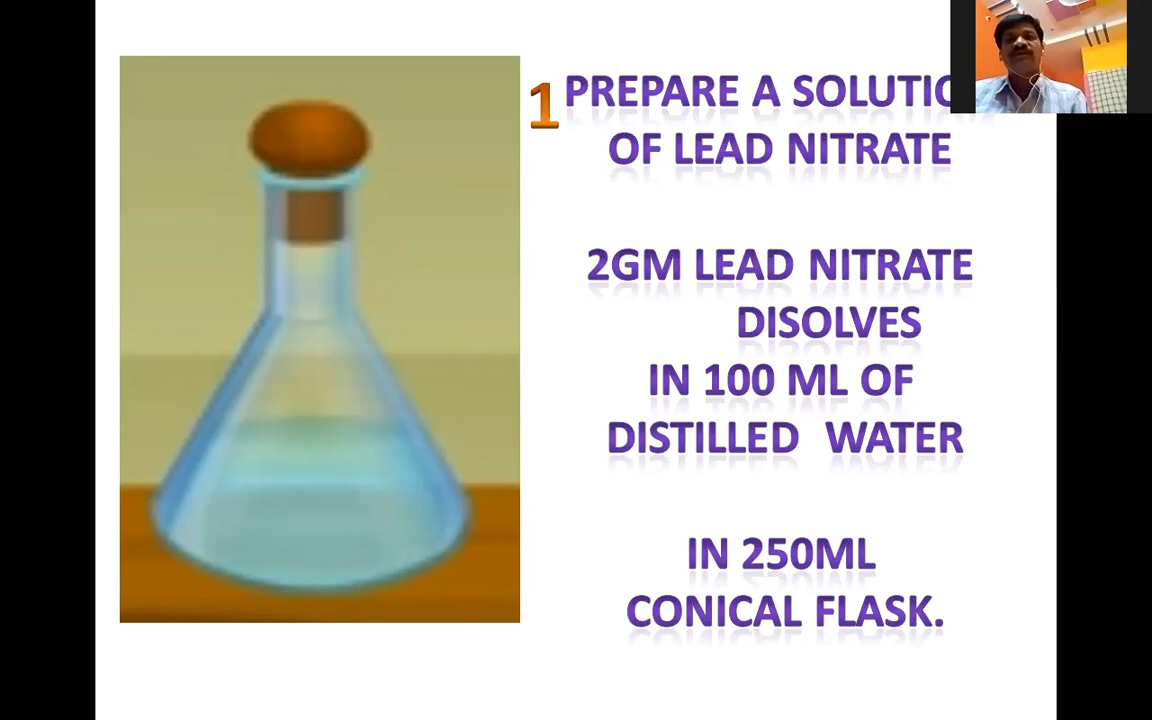 1 PREPARE A SOLUTIO
OF LEAD NITRATE
2GM LEAD NITRATE
DISOLVES
IN 100 ML OF
DISTILLED WATER
IN 250ML
CONICAL FLASK.